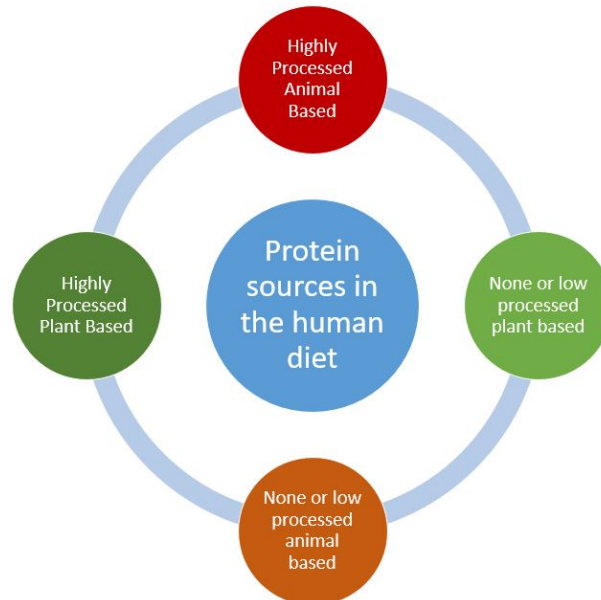 Highly
Processed
Animal
Based
Highly
Processed
Plant Based
Protein
sources in
the human
diet
None or low
processed
plant based
None or low
processed
animal
based